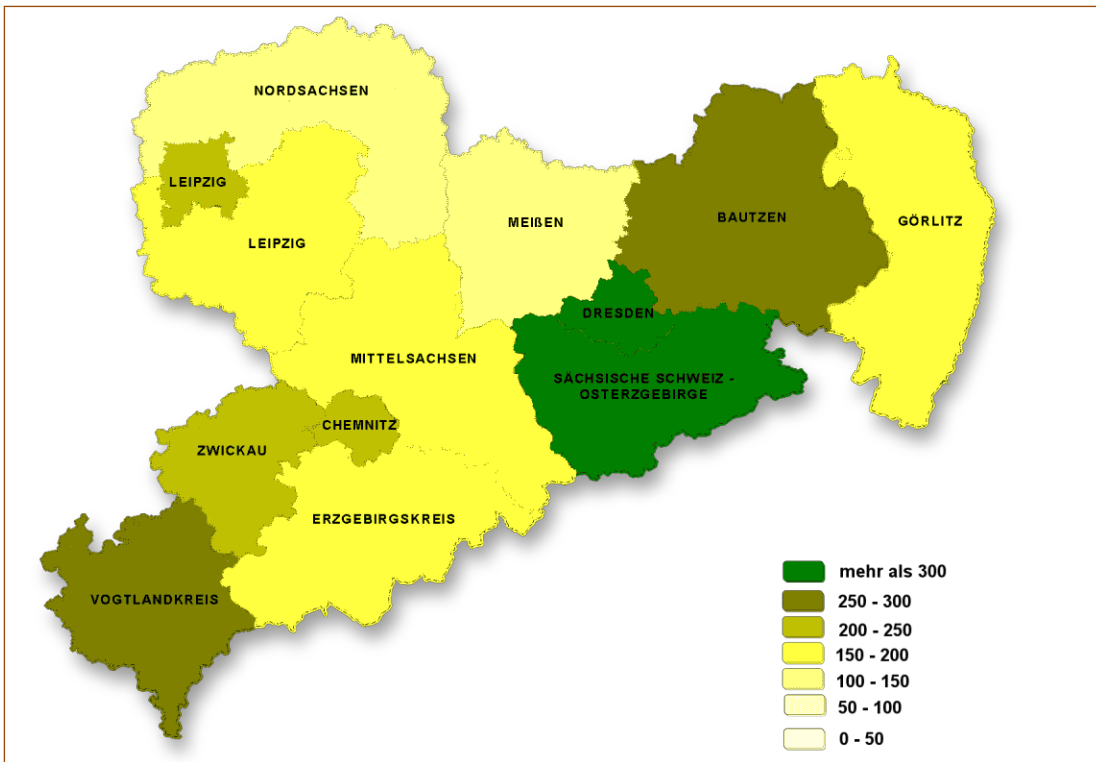 NORDSACHSEN
LEIPZIG
LEIPZIG
MEIßEN
BAUTZEN
GÖRLITZ
DRESDEN
MITTELSACHSEN
SÄCHSISCHE SCHWEIZ -
OSTERZGEBIRGE
CHEMNITZ
ZWICKAU
ERZGEBIRGSKREIS
VOGTLANDKREIS
mehr als 300
250 - 300
200 - 250
150 - 200
100 - 150
50 - 100
0 - 50